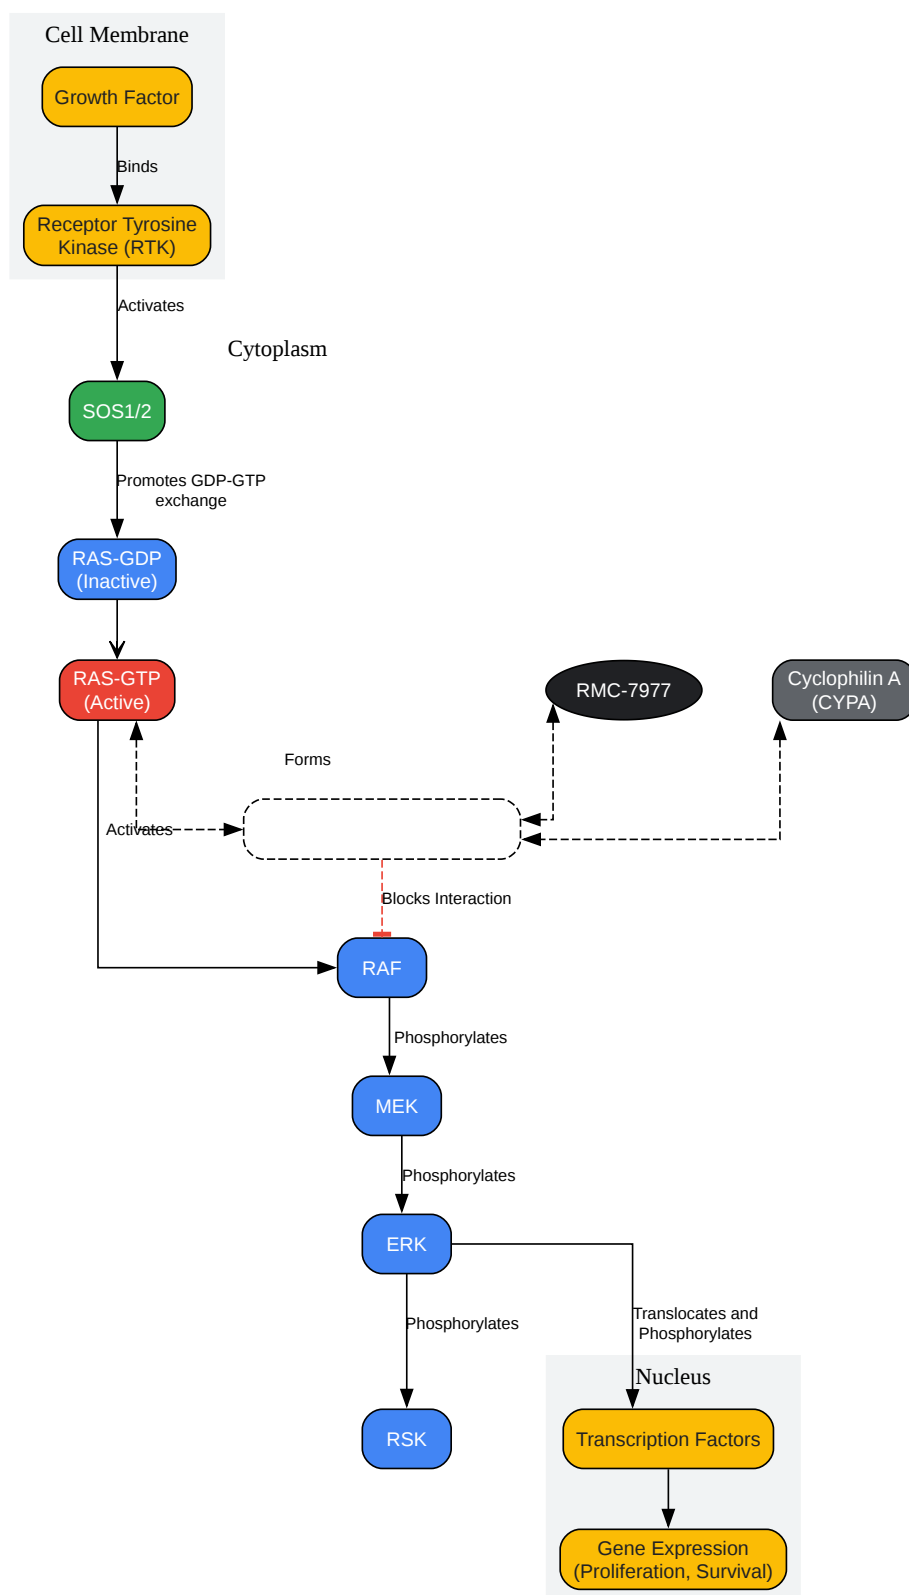 Cell Membrane
Growth Factor
Binds
Receptor Tyrosine
Kinase (RTK)
Activates
Cytoplasm
SOS1/2
Promotes GDP-GTP
exchange
RAS-GDP
(Inactive)
RAS-GTP
(Active)
RMC-7977
Cyclophilin A
(CYPA)
Forms
Activates
Blocks Interaction
RAF
Phosphorylates
MEK
Phosphorylates
ERK
Phosphorylates
Translocates and
Phosphorylates
Nucleus
RSK
Transcription Factors
Gene Expression
(Proliferation, Survival)